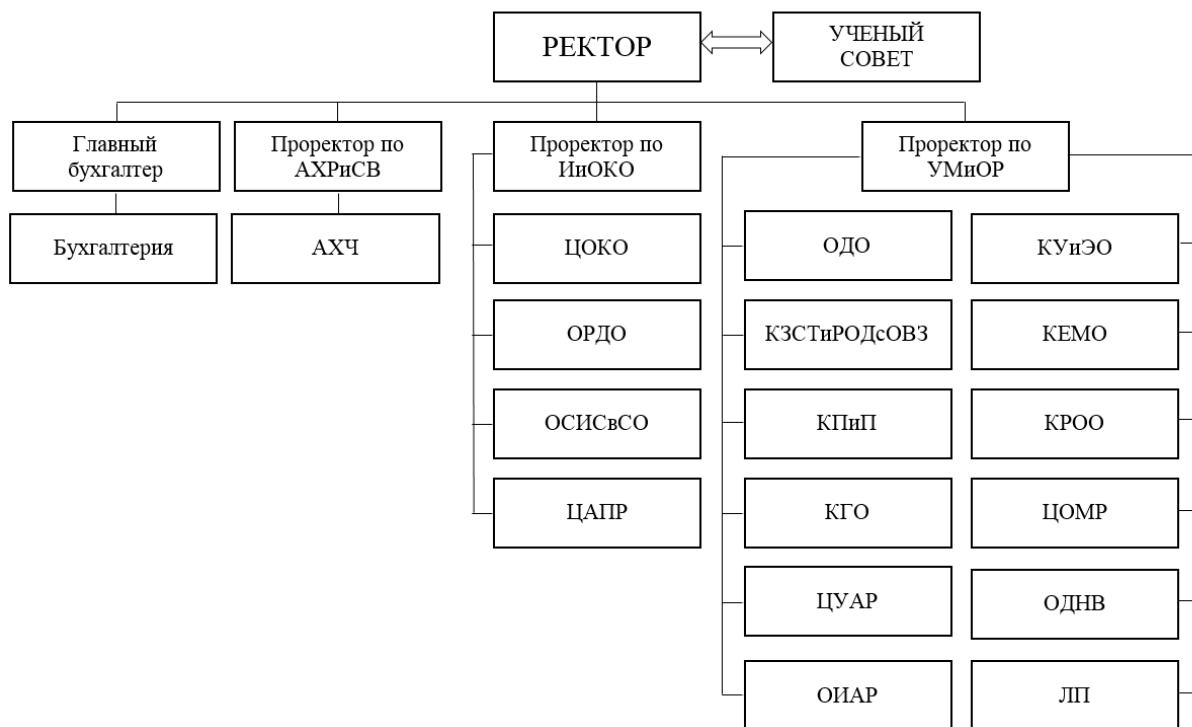 РЕКТОР
УЧЕНЫЙ
СОВЕТ
Главный
бухгалтер
Проректор по
АХРиСВ
Проректор по
ИиОКО
Проректор по
УМиОР
Бухгалтерия
АХЧ
ЦОКО
ОДО
КУиЭО
ОРДО
КЗСТиРОДсОВЗ
КЕМО
ОСИСвСО
КПиП
КРОО
ЦАПР
КГО
ЦОМР
ЦУАР
ОДНВ
ОИАР
ЛП